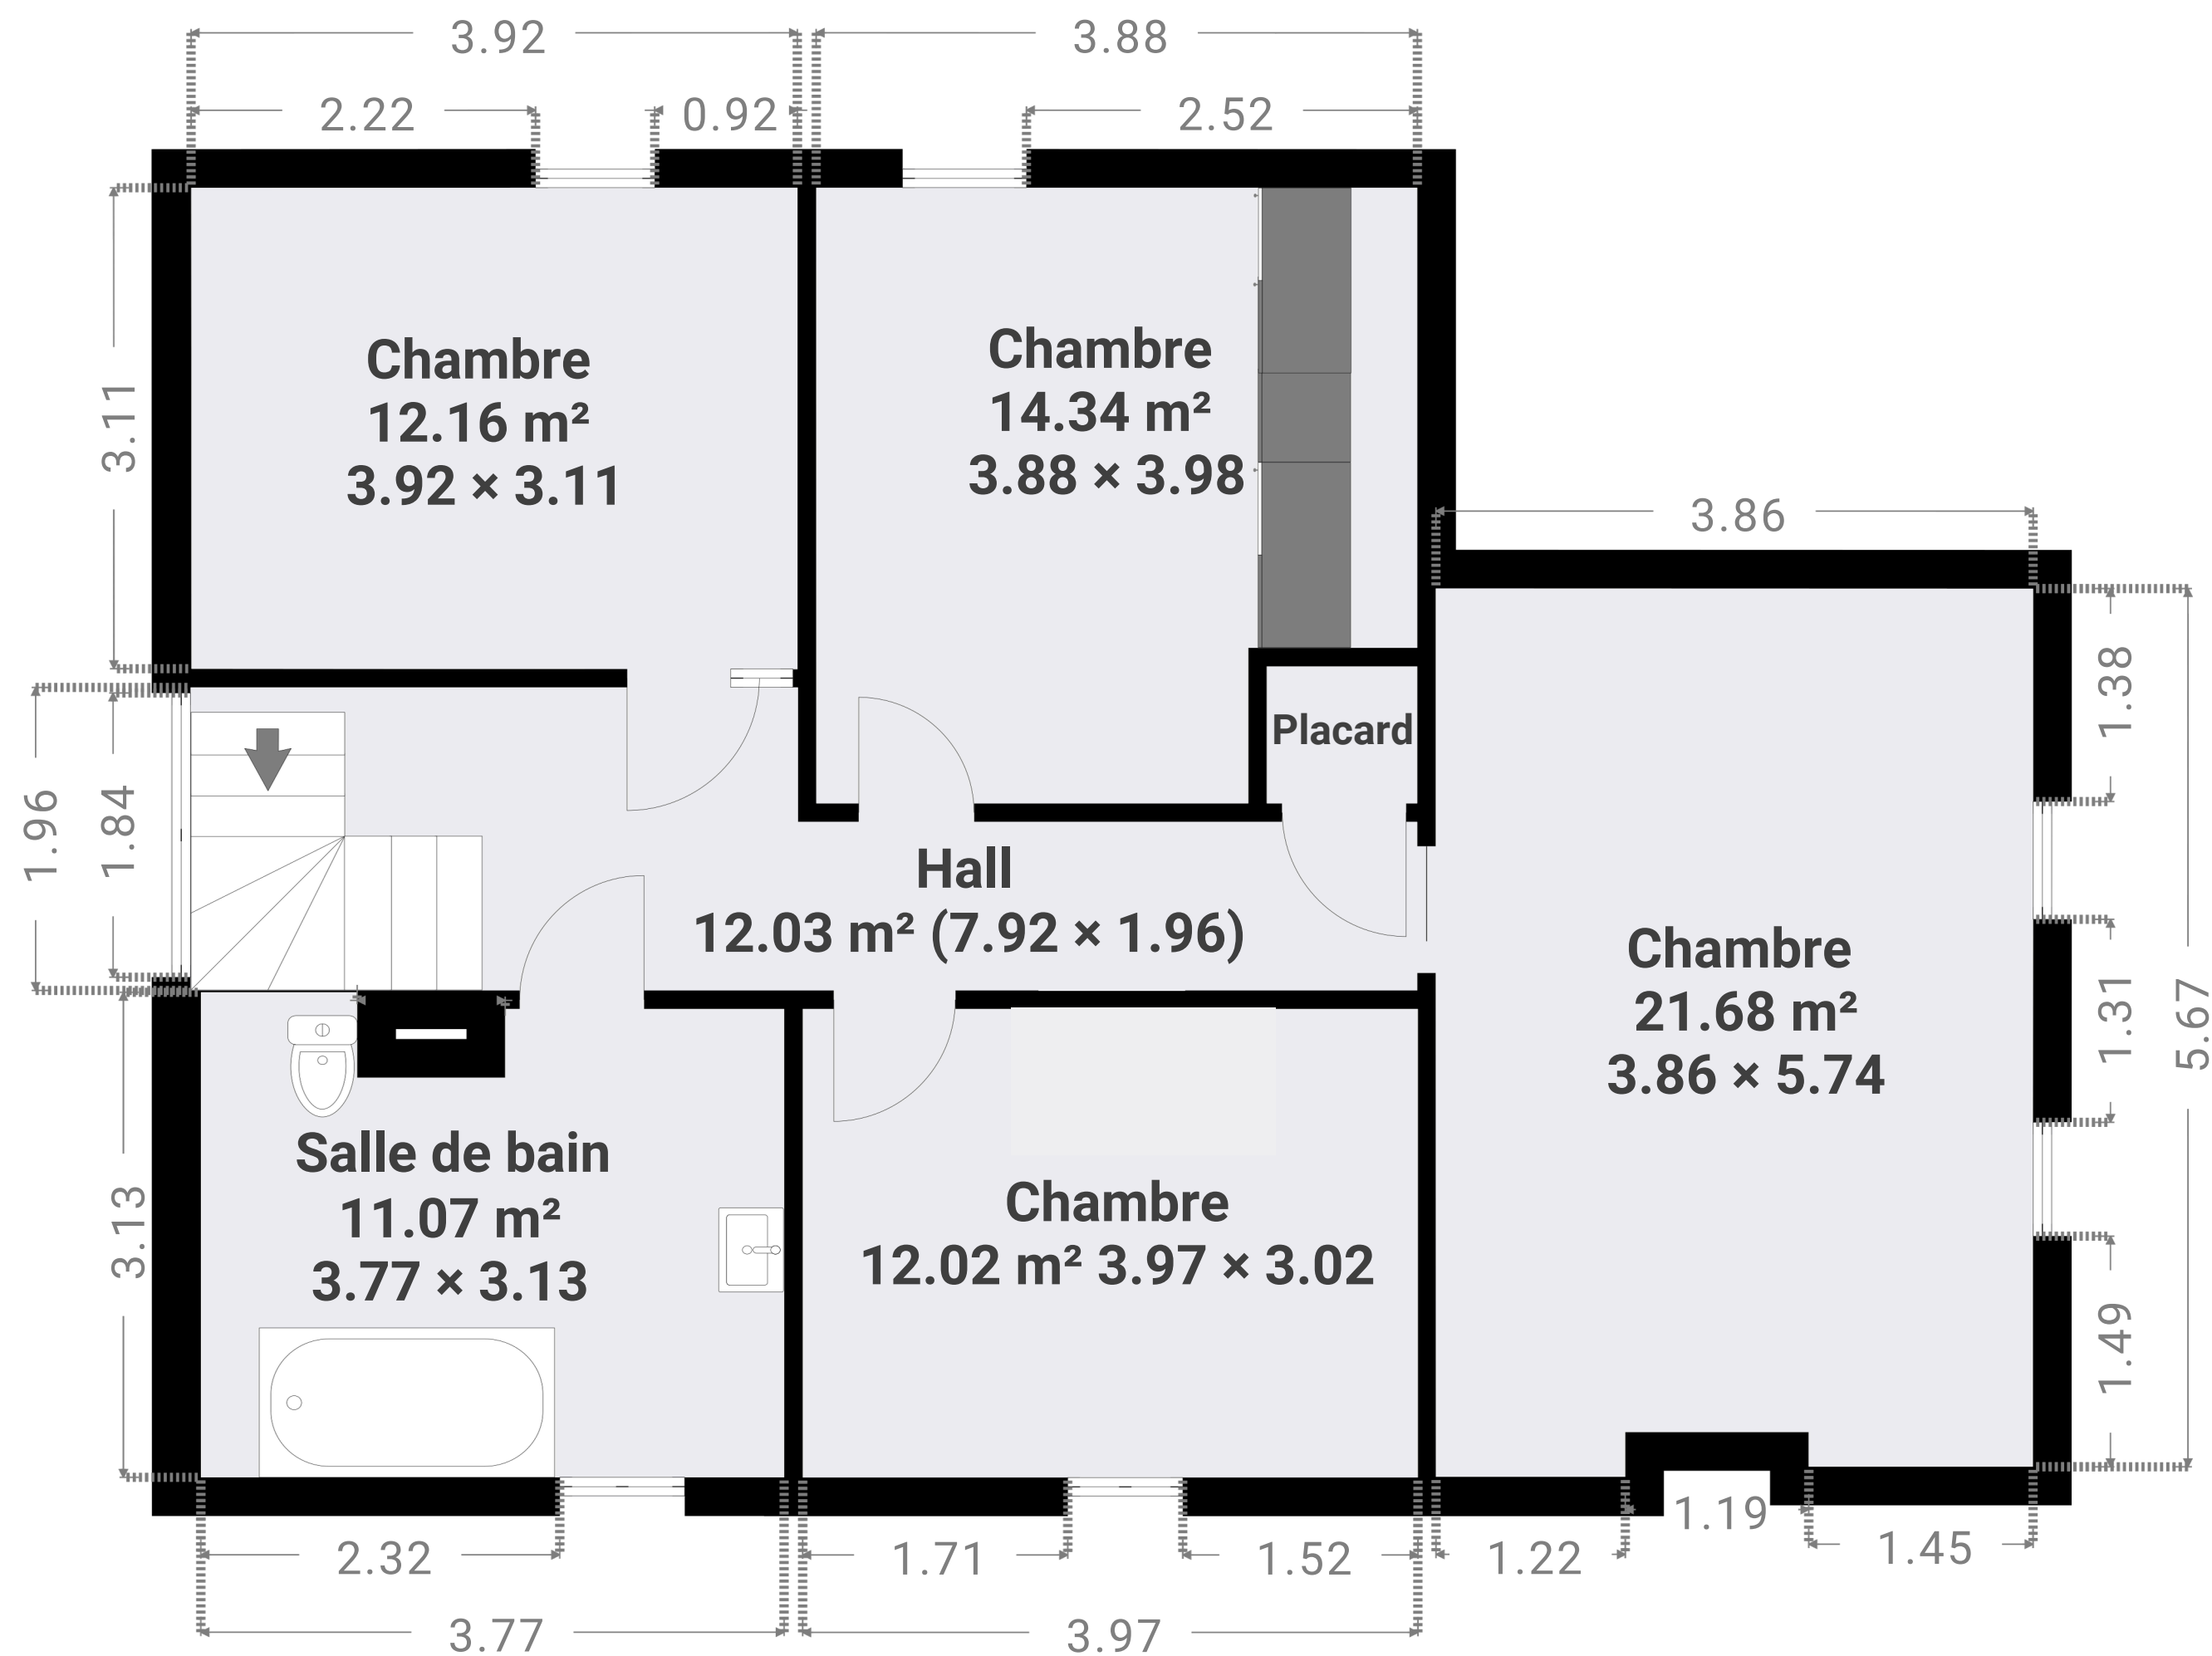 3.92
3.88
2.22
0.92
2.52
Chambre
12.16 m²
3.92 × 3.11
Chambre
14.34 m²
3.88 × 3.98
3.11
3.86
1.38
Placard
1.96
1.84
Hall
12.03 m² (7.92 × 1.96)
Chambre
21.68 m²
3.86 × 5.74
1.31
5.67
Salle de bain
11.07 m²
3.77 × 3.13
3.13
Chambre
12.02 m² 3.97 × 3.02
1.49
2.32
1.71
1.52
1.22
1.19
1.45
3.77
3.97